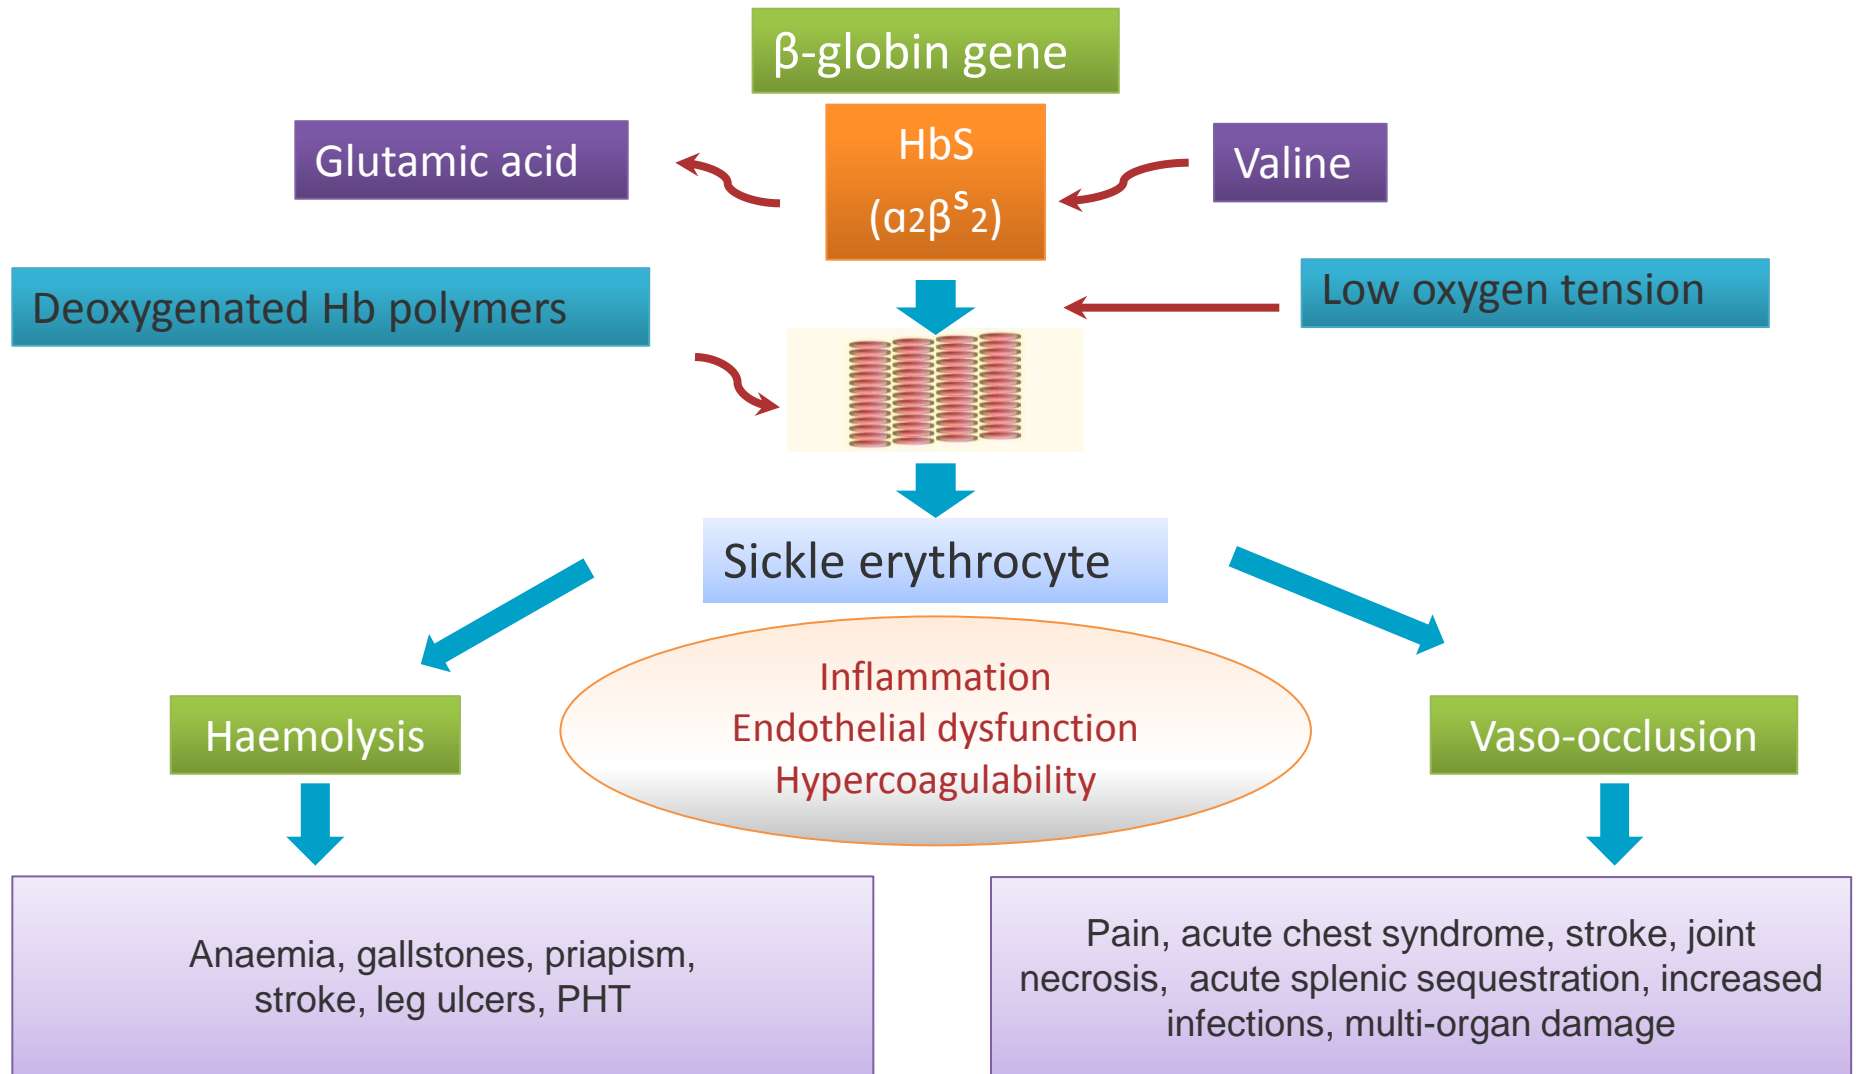 β-globin gene
Glutamic acid
HbS
(α2βˢ2)
Valine
Deoxygenated Hb polymers
Low oxygen tension
Sickle erythrocyte
Inflammation
Endothelial dysfunction
Hypercoagulability
Haemolysis
Vaso-occlusion
Anaemia, gallstones, priapism,
stroke, leg ulcers, PHT
Pain, acute chest syndrome, stroke, joint
necrosis, acute splenic sequestration, increased
infections, multi-organ damage